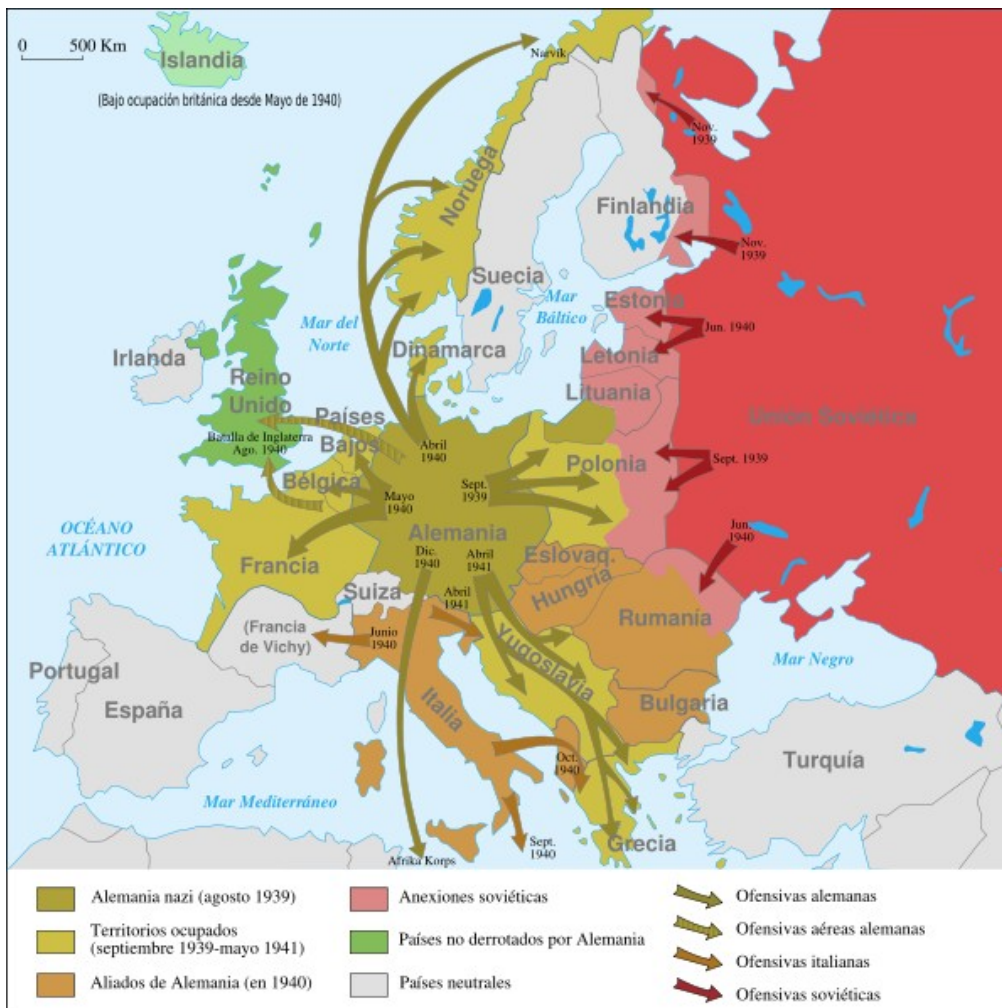 0
500 Km
Islandia
(Bajo ocupación británica desde Mayo de 1940)
Narvik
Nov.
1939
Noruega
Finlandia
Nov.
1939
Suecia
Mar
Báltico
Estonia
Jun. 1940
Mar del
Norte
Dinamarca
Letonia
Irlanda
Reino
Unido
Lituania
Unión Soviética
Países
Bajos
Batalla de Inglaterra
Ago. 1940
Abril
1940
Polonia
Sept. 1939
Bélgica
Mayo
1940
Sept.
1939
OCÉANO
ATLÁNTICO
Alemania
Jun.
1940
Francia
Dic.
1940
Abril
1941
Eslovaq.
Suiza
Abril
1941
Hungría
Rumanía
(Francia
de Vichy)
Junio
1940
Yugoslavia
Mar Negro
Portugal
España
Italia
Bulgaria
Oct.
1940
Turquía
Mar Mediterráneo
Sept.
1940
Grecia
Afrika Korps
Alemania nazi (agosto 1939)
Territorios ocupados
(septiembre 1939-mayo 1941)
Aliados de Alemania (en 1940)
Anexiones soviéticas
Países no derrotados por Alemania
Países neutrales
Ofensivas alemanas
Ofensivas aéreas alemanas
Ofensivas italianas
Ofensivas soviéticas